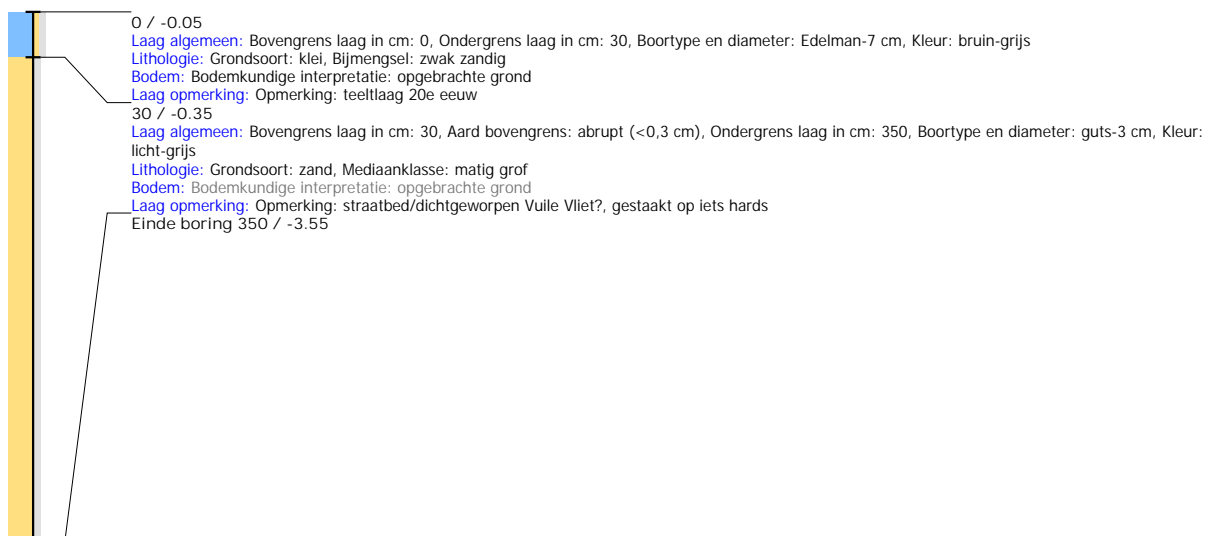 0 / -0.05
Laag algemeen: Bovengrens laag in cm: 0, Ondergrens laag in cm: 30, Boortype en diameter: Edelman-7 cm, Kleur: bruin-grijs
Lithologie: Grondsoort: klei, Bijmengsel: zwak zandig
Bodem: Bodemkundige interpretatie: opgebrachte grond
Laag opmerking: Opmerking: teeltlaag 20e eeuw
30 / -0.35
Laag algemeen: Bovengrens laag in cm: 30, Aard bovengrens: abrupt (<0,3 cm), Ondergrens laag in cm: 350, Boortype en diameter: guts-3 cm, Kleur:
licht-grijs
Lithologie: Grondsoort: zand, Mediaanklasse: matig grof
Bodem: Bodemkundige interpretatie: opgebrachte grond
Laag opmerking: Opmerking: straatbed/dichtgeworpen Vuile Vliet?, gestaakt op iets hards
Einde boring 350 / -3.55